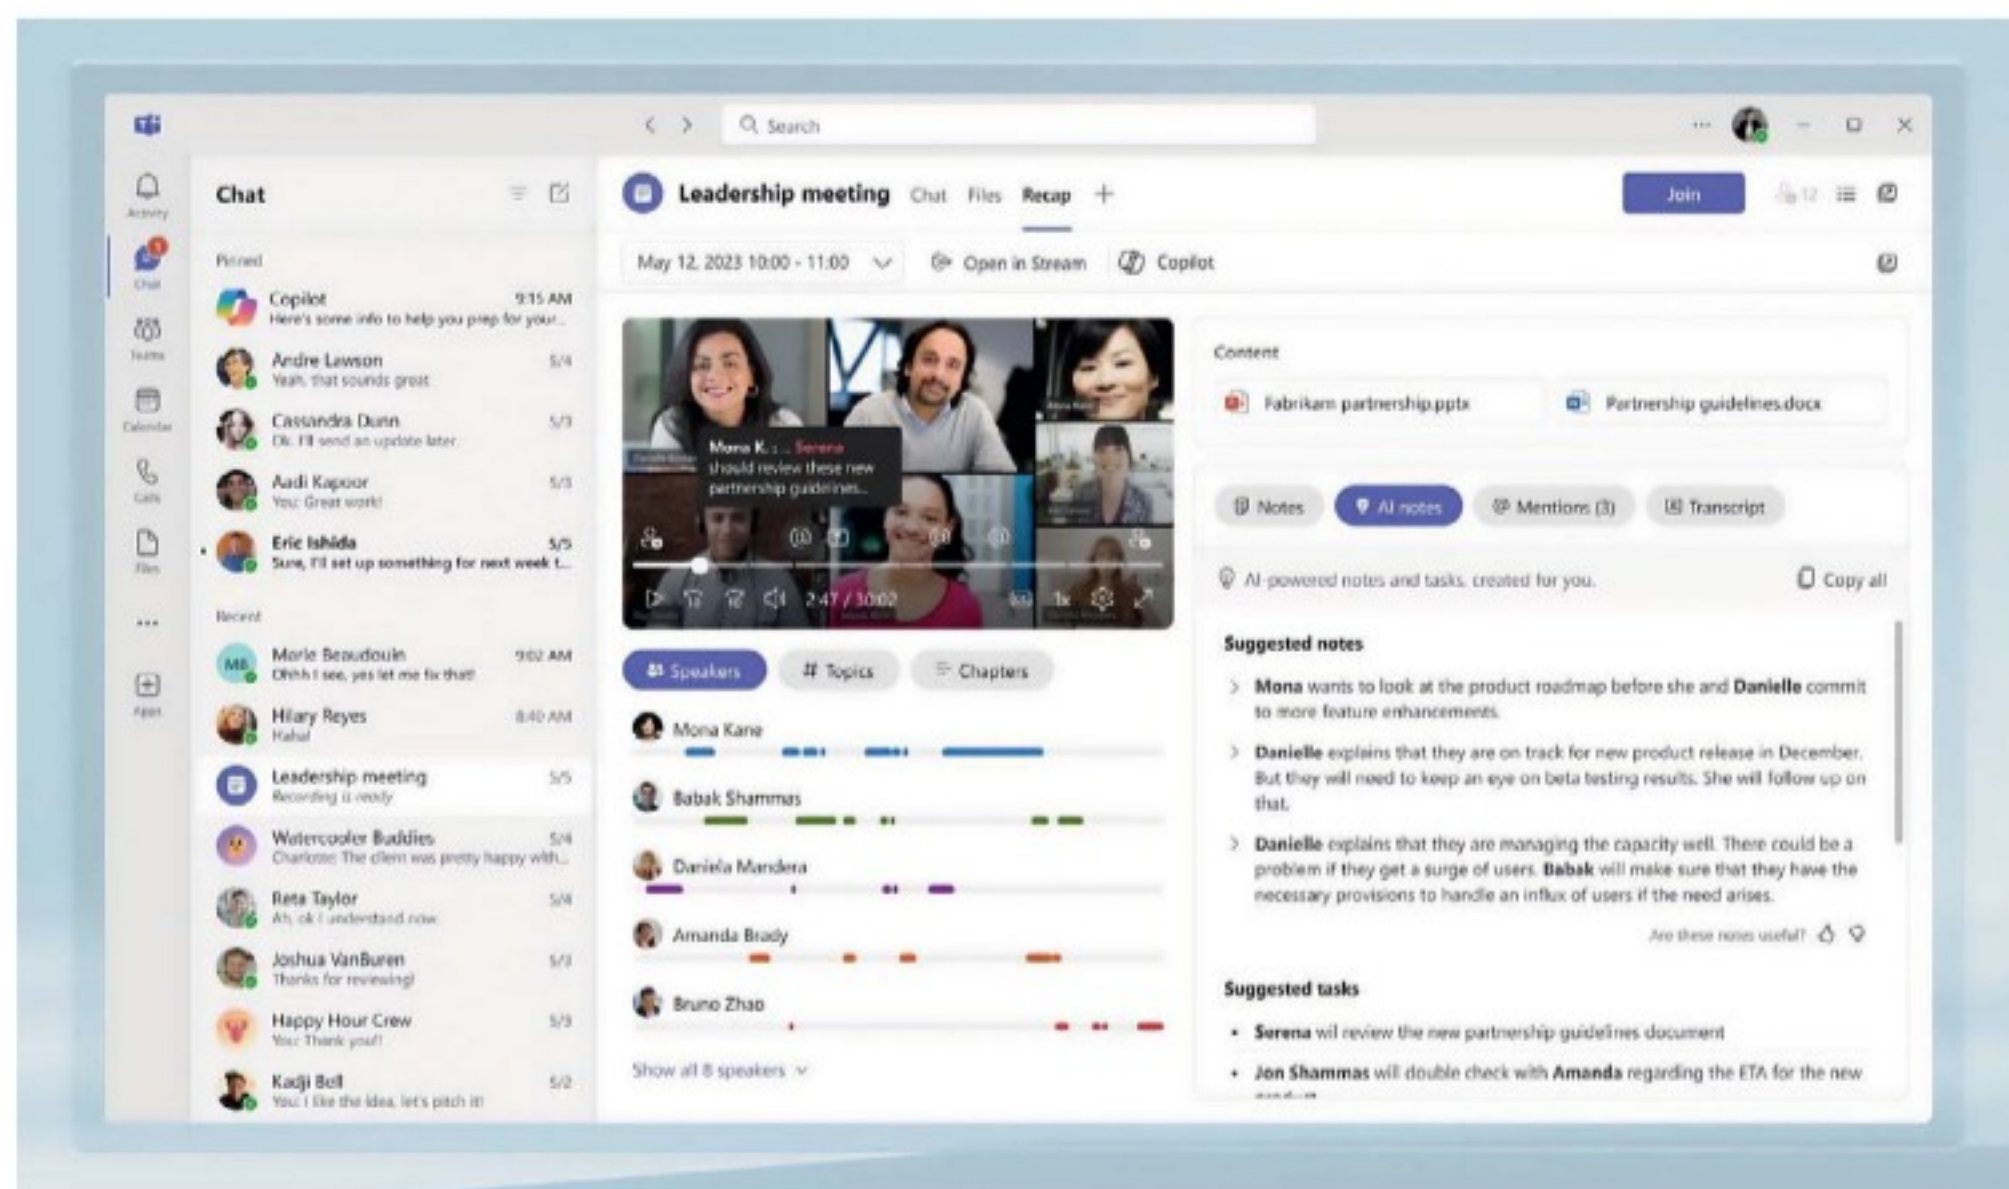 Search
Activity
Chat
Teams
Calendar
Calls
Files
Apps
Chat
Pinned
Copilot 9:15 AM
Here's some info to help you prep for your...
Andre Lawson 5/4
Yeah, that sounds great
Cassandra Dunn 5/3
Ok. I'll send an update later.
Aadi Kapoor 5/3
You: Great work!
Eric Ishida 5/5
Sure, I'll set up something for next week t...
Recent
MB Marie Beaudouin 9:02 AM
Ohhh I see, yes let me fix that!
Hilary Reyes 8:40 AM
Haha!
Leadership meeting 5/5
Recording is ready
Watercooler Buddies 5/4
Charlotte: The client was pretty happy with...
Reta Taylor 5/4
Ah, ok I understand now
Joshua VanBuren 5/3
Thanks for reviewing!
Happy Hour Crew 5/3
You: Thank you!!
Kadji Bell 5/2
You: I like the idea, let's pitch it!
Leadership meeting Chat Files Recap
Join 12
May 12, 2023 10:00 - 11:00 Open in Stream Copilot
Mona K. : ... Serena
should review these new
partnership guidelines...
2:47 / 30:02 1x
Speakers # Topics Chapters
Mona Kane
Babak Shammas
Daniela Mandera
Amanda Brady
Bruno Zhao
Show all 8 speakers
Content
Fabrikam partnership.pptx Partnership guidelines.docx
Notes AI notes Mentions (3) Transcript
AI-powered notes and tasks, created for you. Copy all
Suggested notes
Mona wants to look at the product roadmap before she and Danielle commit
to more feature enhancements.
Danielle explains that they are on track for new product release in December.
But they will need to keep an eye on beta testing results. She will follow up on
that.
Danielle explains that they are managing the capacity well. There could be a
problem if they get a surge of users. Babak will make sure that they have the
necessary provisions to handle an influx of users if the need arises.
Are these notes useful?
Suggested tasks
• Serena wil review the new partnership guidelines document
• Jon Shammas will double check with Amanda regarding the ETA for the new